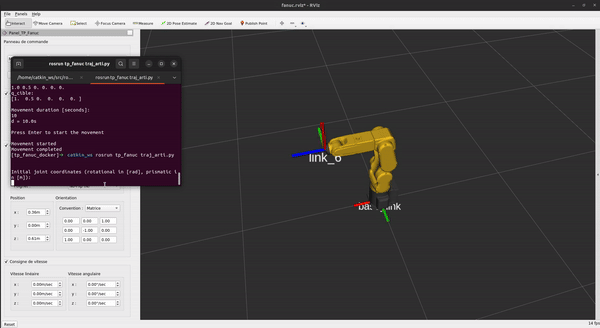 fanuc.rviz* - RViz
File Panels Help
Interact Move Camera Select Focus Camera Measure 2D Pose Estimate 2D Nav Goal Publish Point
Panel_TP_Fanuc
Panneau de commande
rosrun tp_fanuc traj_arti.py
/home/catkin_ws/src/ro... rosrun tp_fanuc traj_arti.py
1.0 0.5 0. 0. 0. 0.
q_cible:
[1. 0.5 0. 0. 0. 0. ]
Movement duration [seconds]:
10
d = 10.0s
Press Enter to start the movement
Movement started
Movement completed
[tp_fanuc_docker]→ catkin_ws rosrun tp_fanuc traj_arti.py
Initial joint coordinates (rotational in [rad], prismatic i
n [m]):
link_6
base_link
Position Orientation
Convention : Matrice
x : 0.36m
y : 0.00m
z : 0.61m
0.00 0.00 1.00
0.00 -1.00 0.00
1.00 0.00 0.00
Consigne de vitesse
Vitesse linéaire Vitesse angulaire
x : 0.00m/sec x : 0.00°/sec
y : 0.00m/sec y : 0.00°/sec
z : 0.00m/sec z : 0.00°/sec
Reset
14 fps